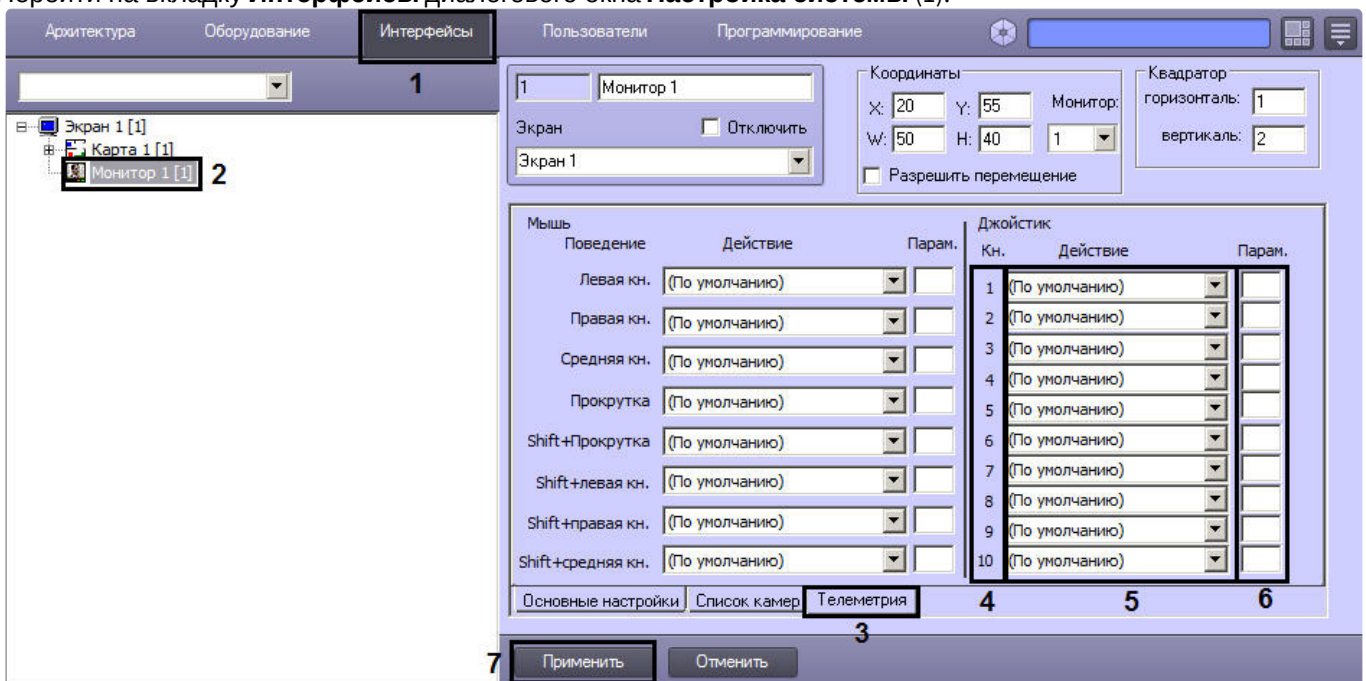 перейти на вкладку Интерфейсы диалогового окна Настройка системы (1).
Архитектура Оборудование Интерфейсы Пользователи Программирование
1
1 Монитор 1
Экран Отключить
Экран 1
Координаты
X: 20 Y: 55 Монитор:
W: 50 H: 40 1
Разрешить перемещение
Квадратор
горизонталь: 1
вертикаль: 2
Экран 1 [1]
Карта 1 [1]
Монитор 1 [1] 2
Мышь
Поведение Действие Парам.
Левая кн. (По умолчанию)
Правая кн. (По умолчанию)
Средняя кн. (По умолчанию)
Прокрутка (По умолчанию)
Shift+Прокрутка (По умолчанию)
Shift+левая кн. (По умолчанию)
Shift+правая кн. (По умолчанию)
Shift+средняя кн. (По умолчанию)
Джойстик
Кн. Действие Парам.
1 (По умолчанию)
2 (По умолчанию)
3 (По умолчанию)
4 (По умолчанию)
5 (По умолчанию)
6 (По умолчанию)
7 (По умолчанию)
8 (По умолчанию)
9 (По умолчанию)
10 (По умолчанию)
Основные настройки Список камер Телеметрия 4 5 6
3
7 Применить Отменить